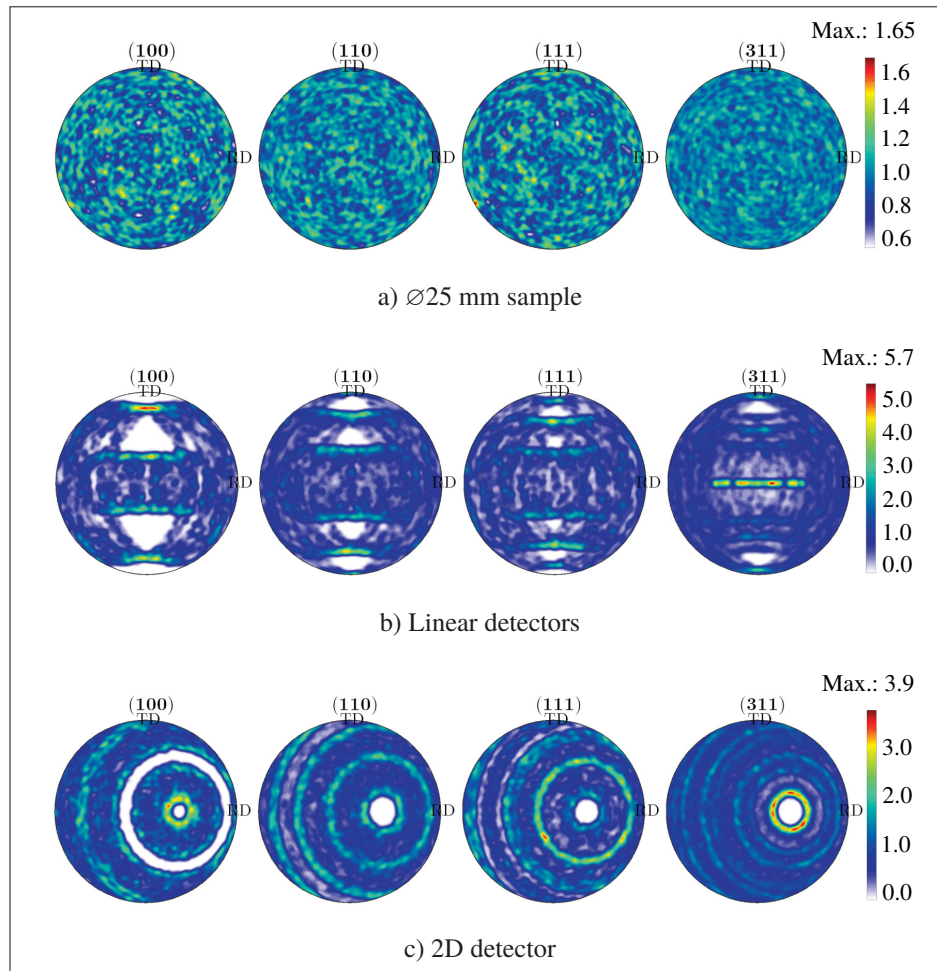 Max.: 1.65
(100) (110) (111) (311)
TD TD TD TD
1.6
1.4
1.2
1.0
0.8
0.6
RD RD RD RD
a) ∅25 mm sample
Max.: 5.7
(100) (110) (111) (311)
TD TD TD TD
5.0
4.0
3.0
2.0
1.0
0.0
RD RD RD RD
b) Linear detectors
Max.: 3.9
(100) (110) (111) (311)
TD TD TD TD
3.0
2.0
1.0
0.0
RD RD RD RD
c) 2D detector